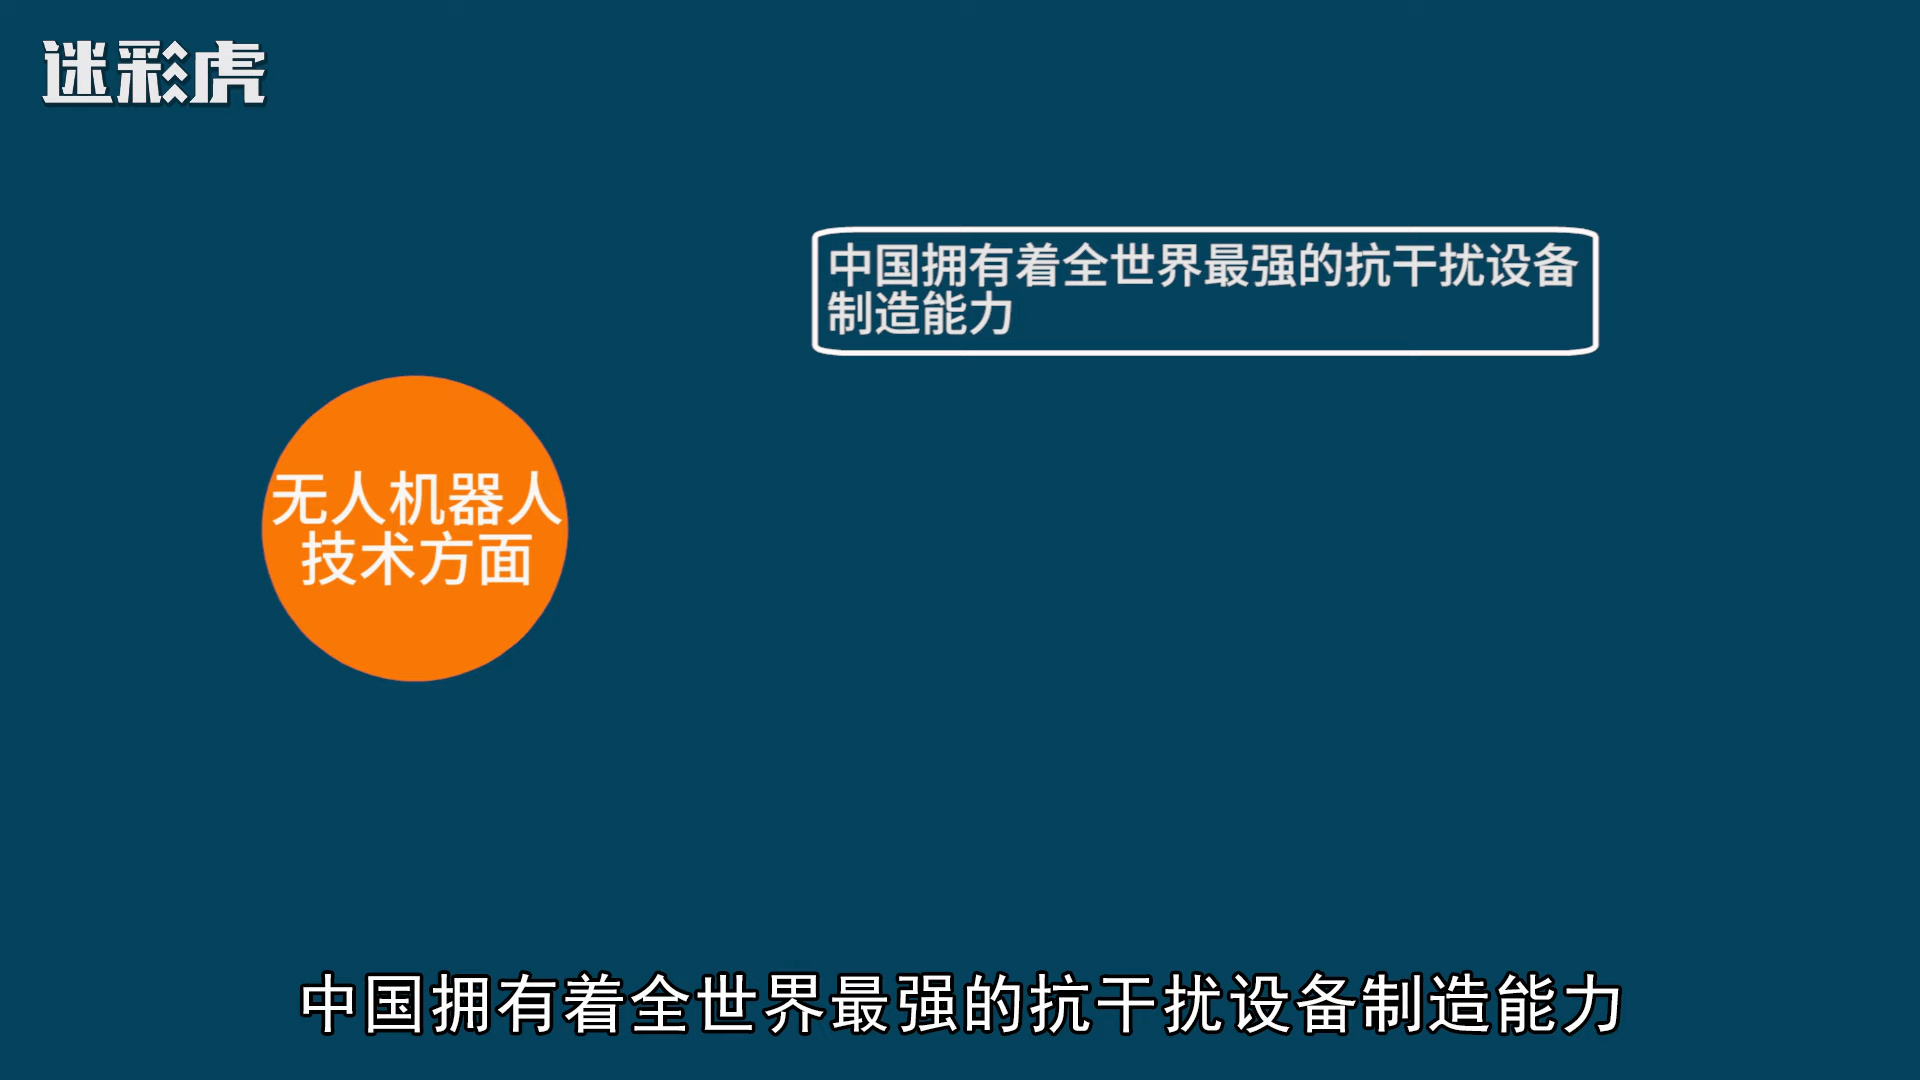 迷彩虎
中国拥有着全世界最强的抗干扰设备
制造能力
无人机器人
技术方面
中国拥有着全世界最强的抗干扰设备制造能力